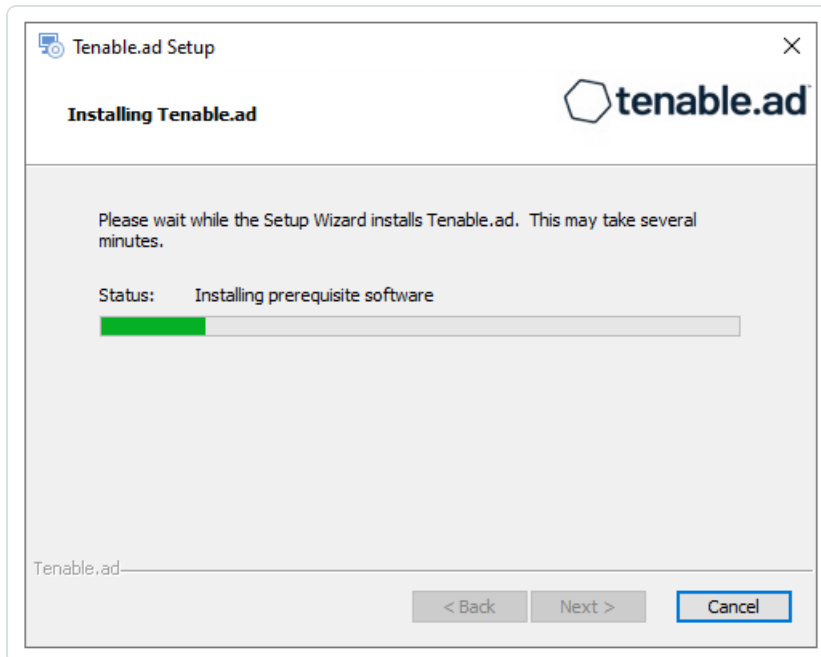 Tenable.ad Setup
Installing Tenable.ad
tenable.ad
Please wait while the Setup Wizard installs Tenable.ad. This may take several
minutes.
Status: Installing prerequisite software
Tenable.ad
< Back Next > Cancel